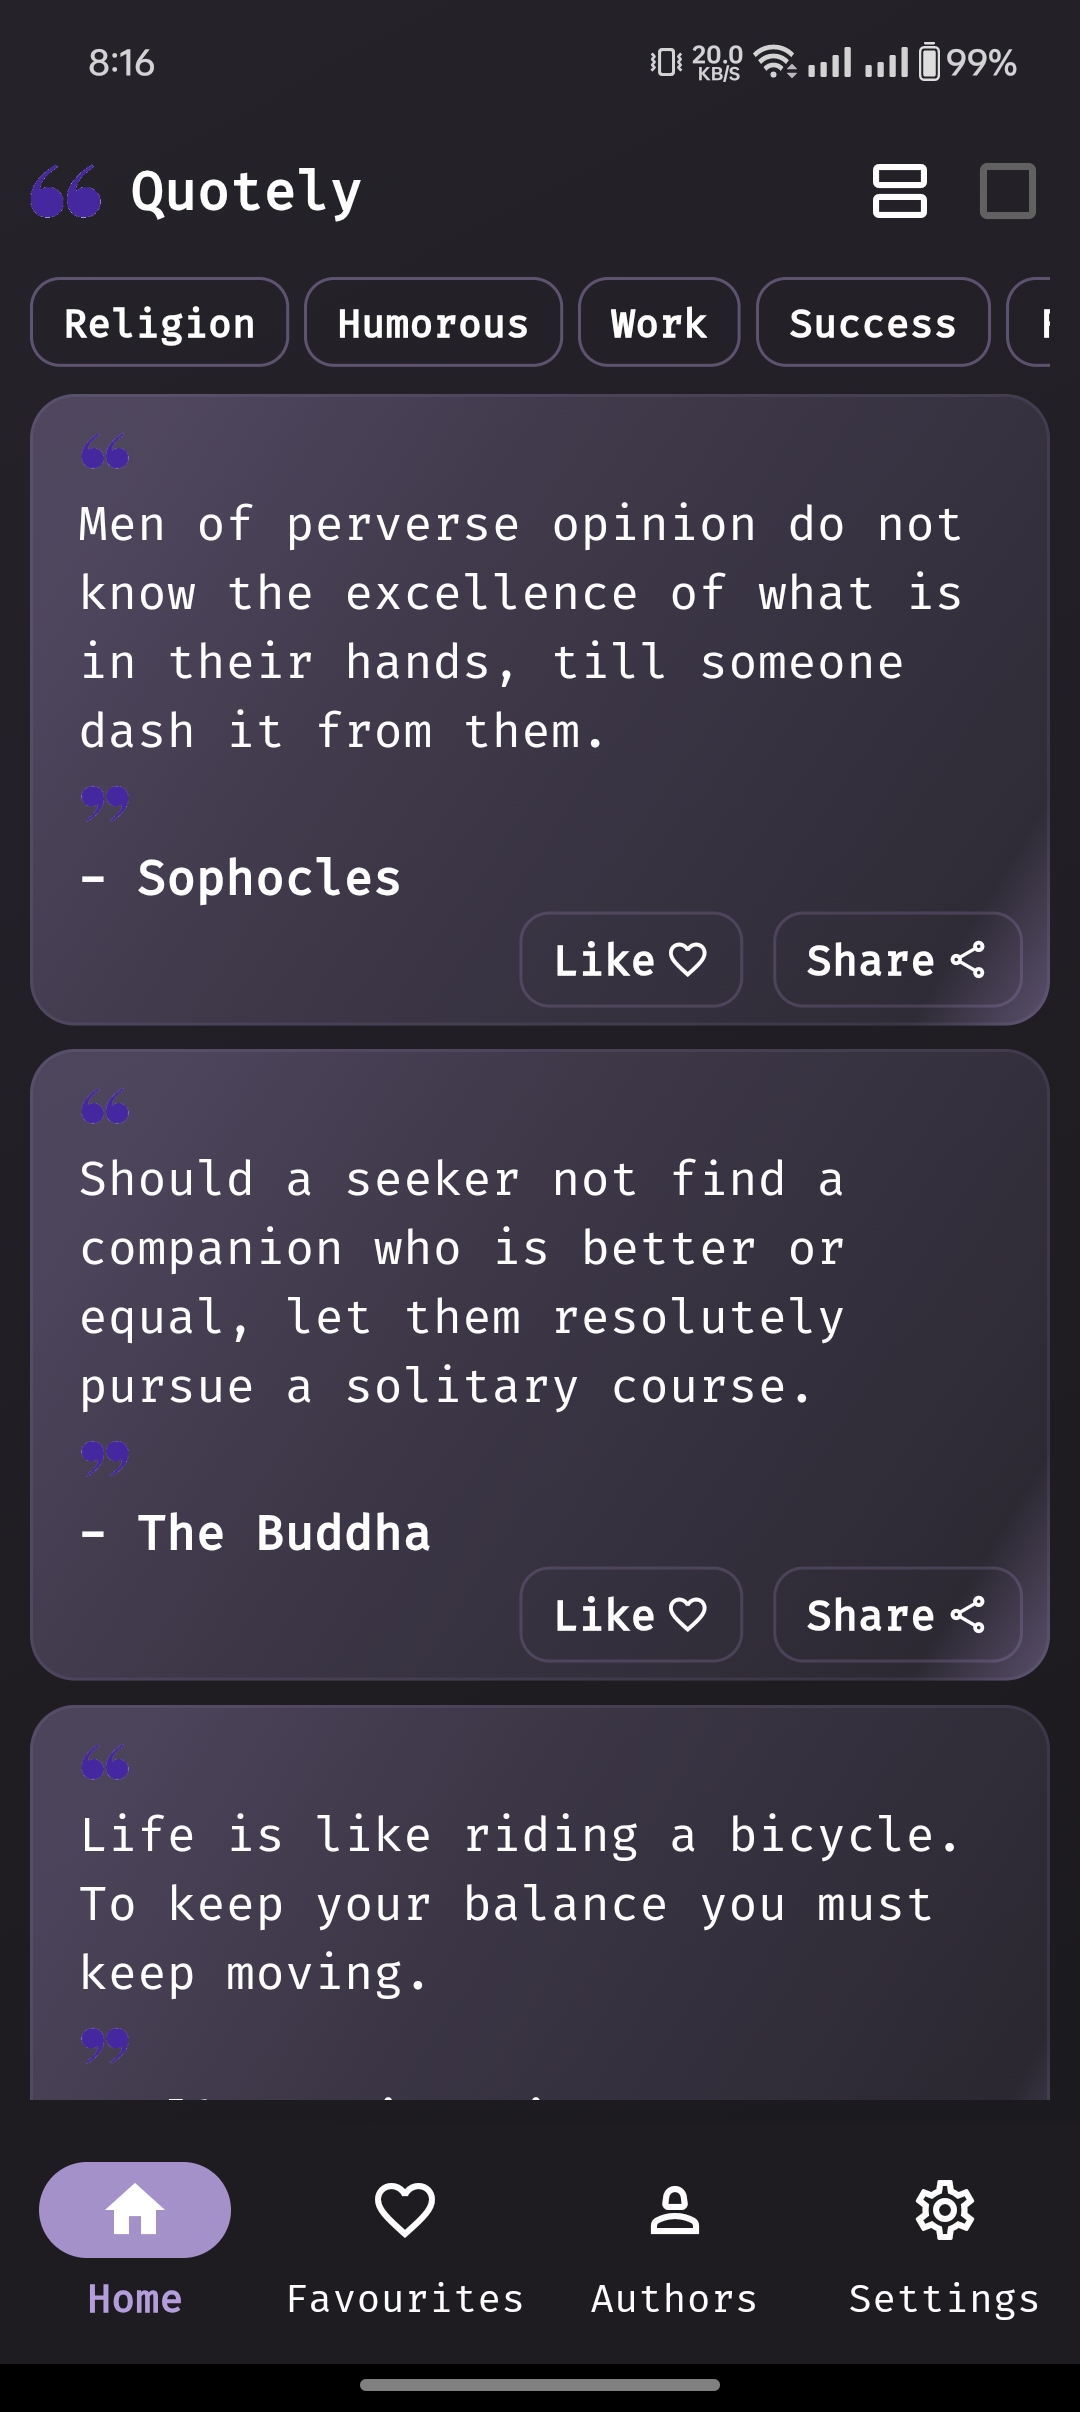 8:16
20.0
KB/S
99%
Quotely
Religion
Humorous
Work
Success
Men of perverse opinion do not
know the excellence of what is
in their hands, till someone
dash it from them.
- Sophocles
Like
Share
Should a seeker not find a
companion who is better or
equal, let them resolutely
pursue a solitary course.
- The Buddha
Like
Share
Life is like riding a bicycle.
To keep your balance you must
keep moving.
Home
Favourites
Authors
Settings